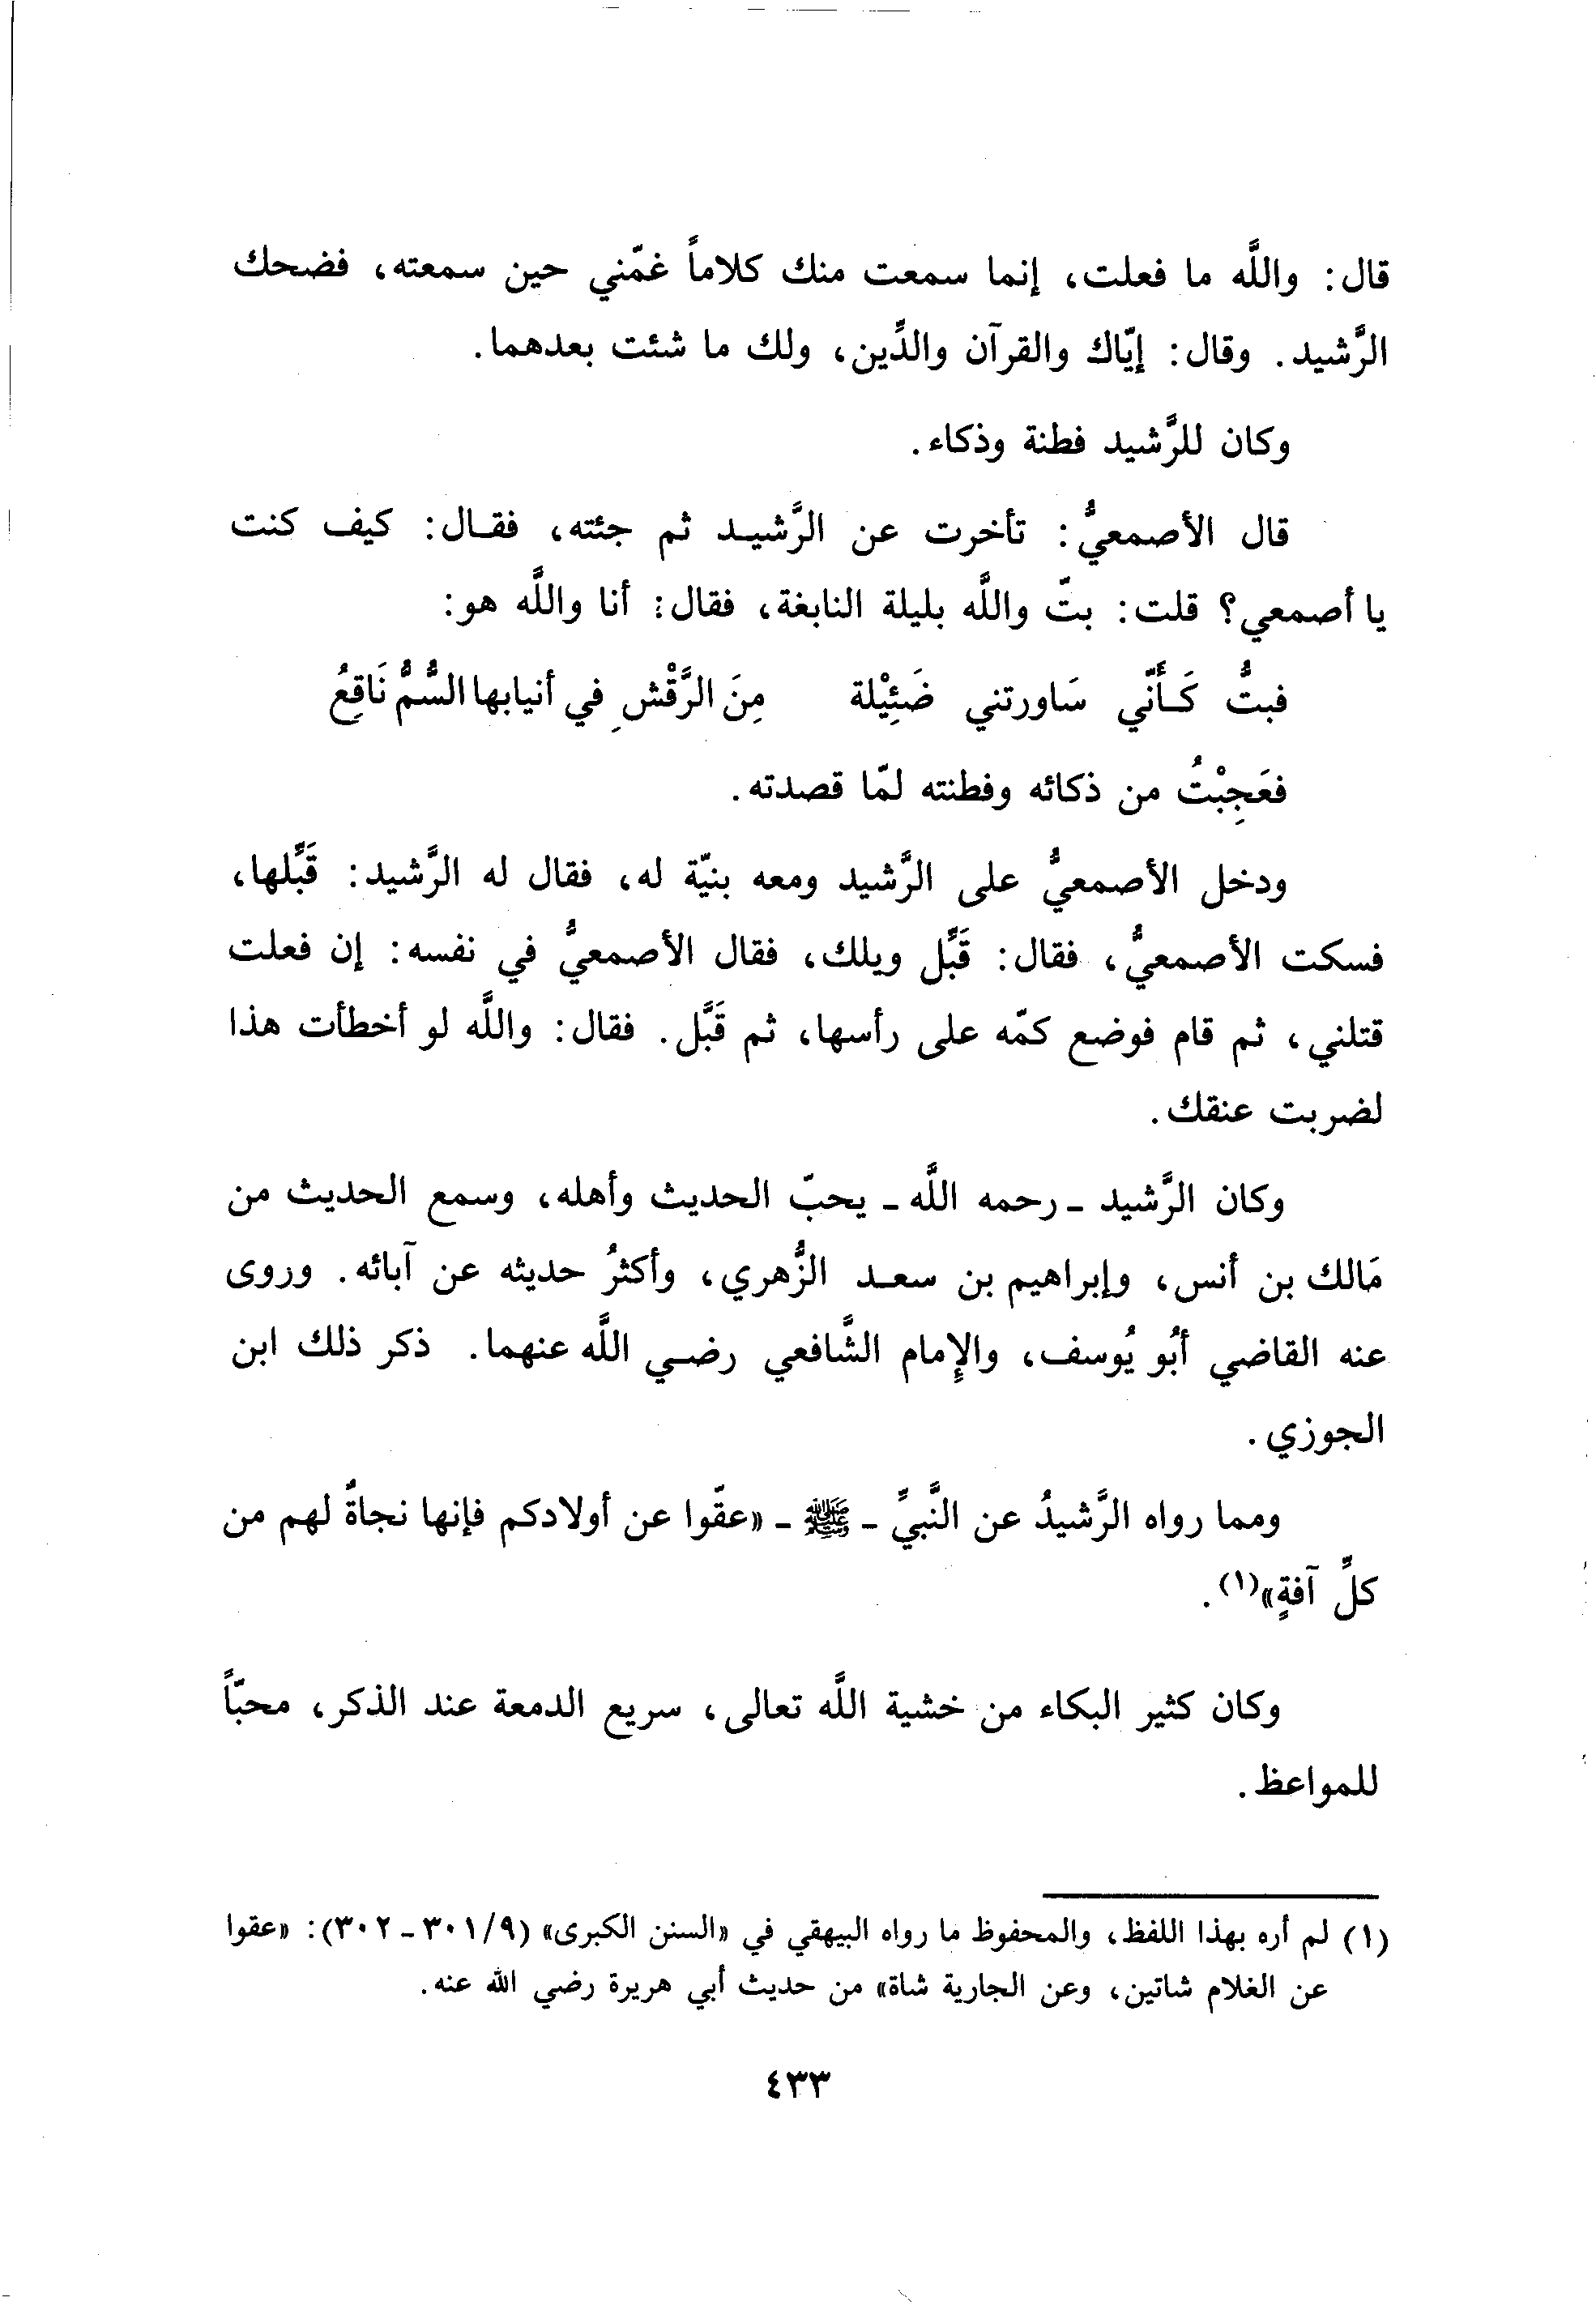 قال: واللَّه ما فعلت، إنما سمعت منك كلاماً غمّني حين سمعته، فضحك
الرَّشيد. وقال: إيّاك والقرآن والدِّين، ولك ما شئت بعدهما.
وكان للرَّشيد فطنة وذكاء.
قال الأصمعيُّ: تأخرت عن الرَّشيد ثم جئته، فقال: كيف كنت
يا أصمعي؟ قلت: بتّ واللَّه بليلة النابغة، فقال: أنا واللَّه هو:
فبتُّ كَأَنّي سَاورتني ضَئِيْلة مِنَ الرَّقْشِ في أنيابها السُّمُّ نَاقِعُ
فعَجِبْتُ من ذكائه وفطنته لمّا قصدته.
ودخل الأصمعيُّ على الرَّشيد ومعه بنيّة له، فقال له الرَّشيد: قَبِّلها،
فسكت الأصمعيُّ، فقال: قَبِّل ويلك، فقال الأصمعيُّ في نفسه: إن فعلت
قتلني، ثم قام فوضع كمّه على رأسها، ثم قَبَّل. فقال: واللَّه لو أخطأت هذا
لضربت عنقك.
وكان الرَّشيد - رحمه اللَّه - يحبّ الحديث وأهله، وسمع الحديث من
مَالك بن أنس، وإبراهيم بن سعد الزُّهري، وأكثرُ حديثه عن آبائه. وروى
عنه القاضي أبُو يُوسف، والإمام الشَّافعي رضي اللَّه عنهما. ذكر ذلك ابن
الجوزي.
ومما رواه الرَّشيدُ عن النَّبيِّ - ﷺ - «عقّوا عن أولادكم فإنها نجاةٌ لهم من
كلِّ آفةٍ»(١).
وكان كثير البكاء من خشية اللَّه تعالى، سريع الدمعة عند الذكر، محبّاً
للمواعظ.
(١) لم أره بهذا اللفظ، والمحفوظ ما رواه البيهقي في «السنن الكبرى» (٩/ ٣٠١ - ٣٠٢): «عقوا
عن الغلام شاتين، وعن الجارية شاة» من حديث أبي هريرة رضي الله عنه.
٤٣٣